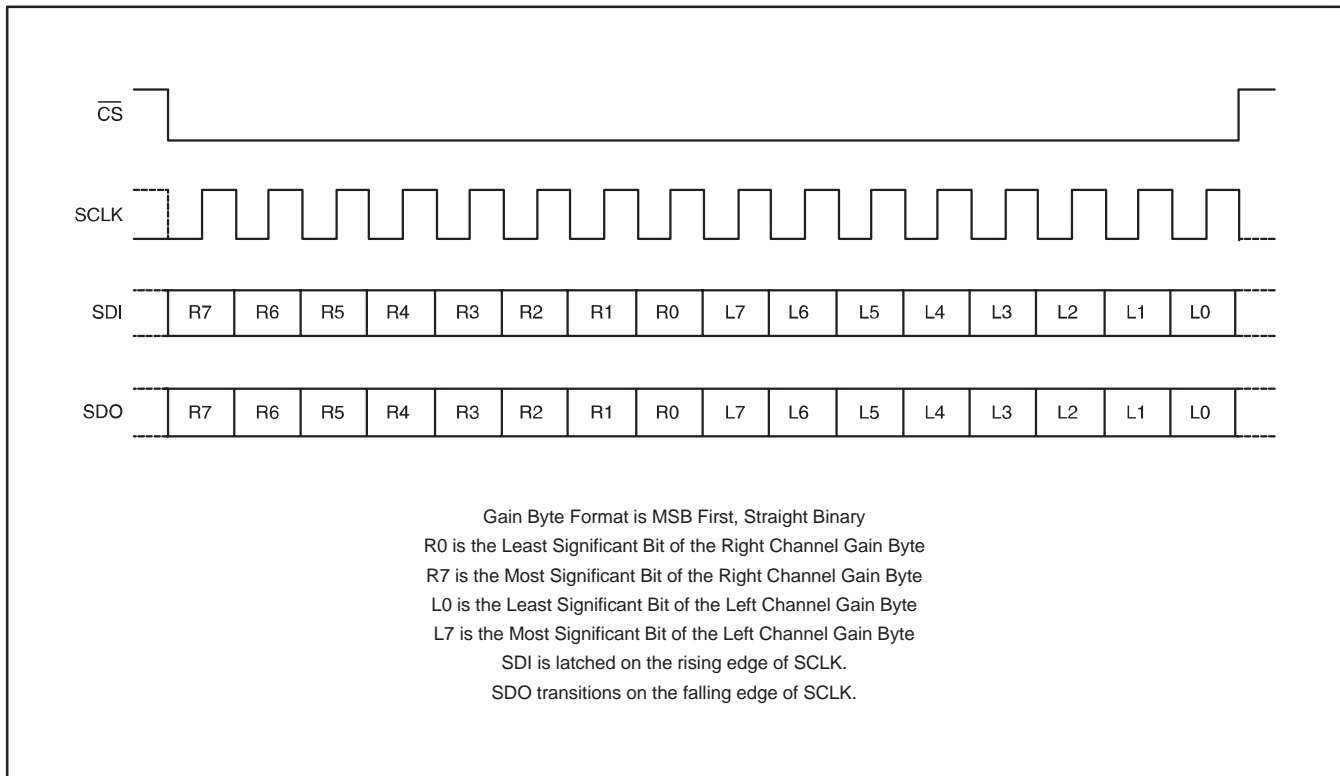 CS
SCLK
SDI R7 R6 R5 R4 R3 R2 R1 R0 L7 L6 L5 L4 L3 L2 L1 L0
SDO R7 R6 R5 R4 R3 R2 R1 R0 L7 L6 L5 L4 L3 L2 L1 L0
Gain Byte Format is MSB First, Straight Binary
R0 is the Least Significant Bit of the Right Channel Gain Byte
R7 is the Most Significant Bit of the Right Channel Gain Byte
L0 is the Least Significant Bit of the Left Channel Gain Byte
L7 is the Most Significant Bit of the Left Channel Gain Byte
SDI is latched on the rising edge of SCLK.
SDO transitions on the falling edge of SCLK.